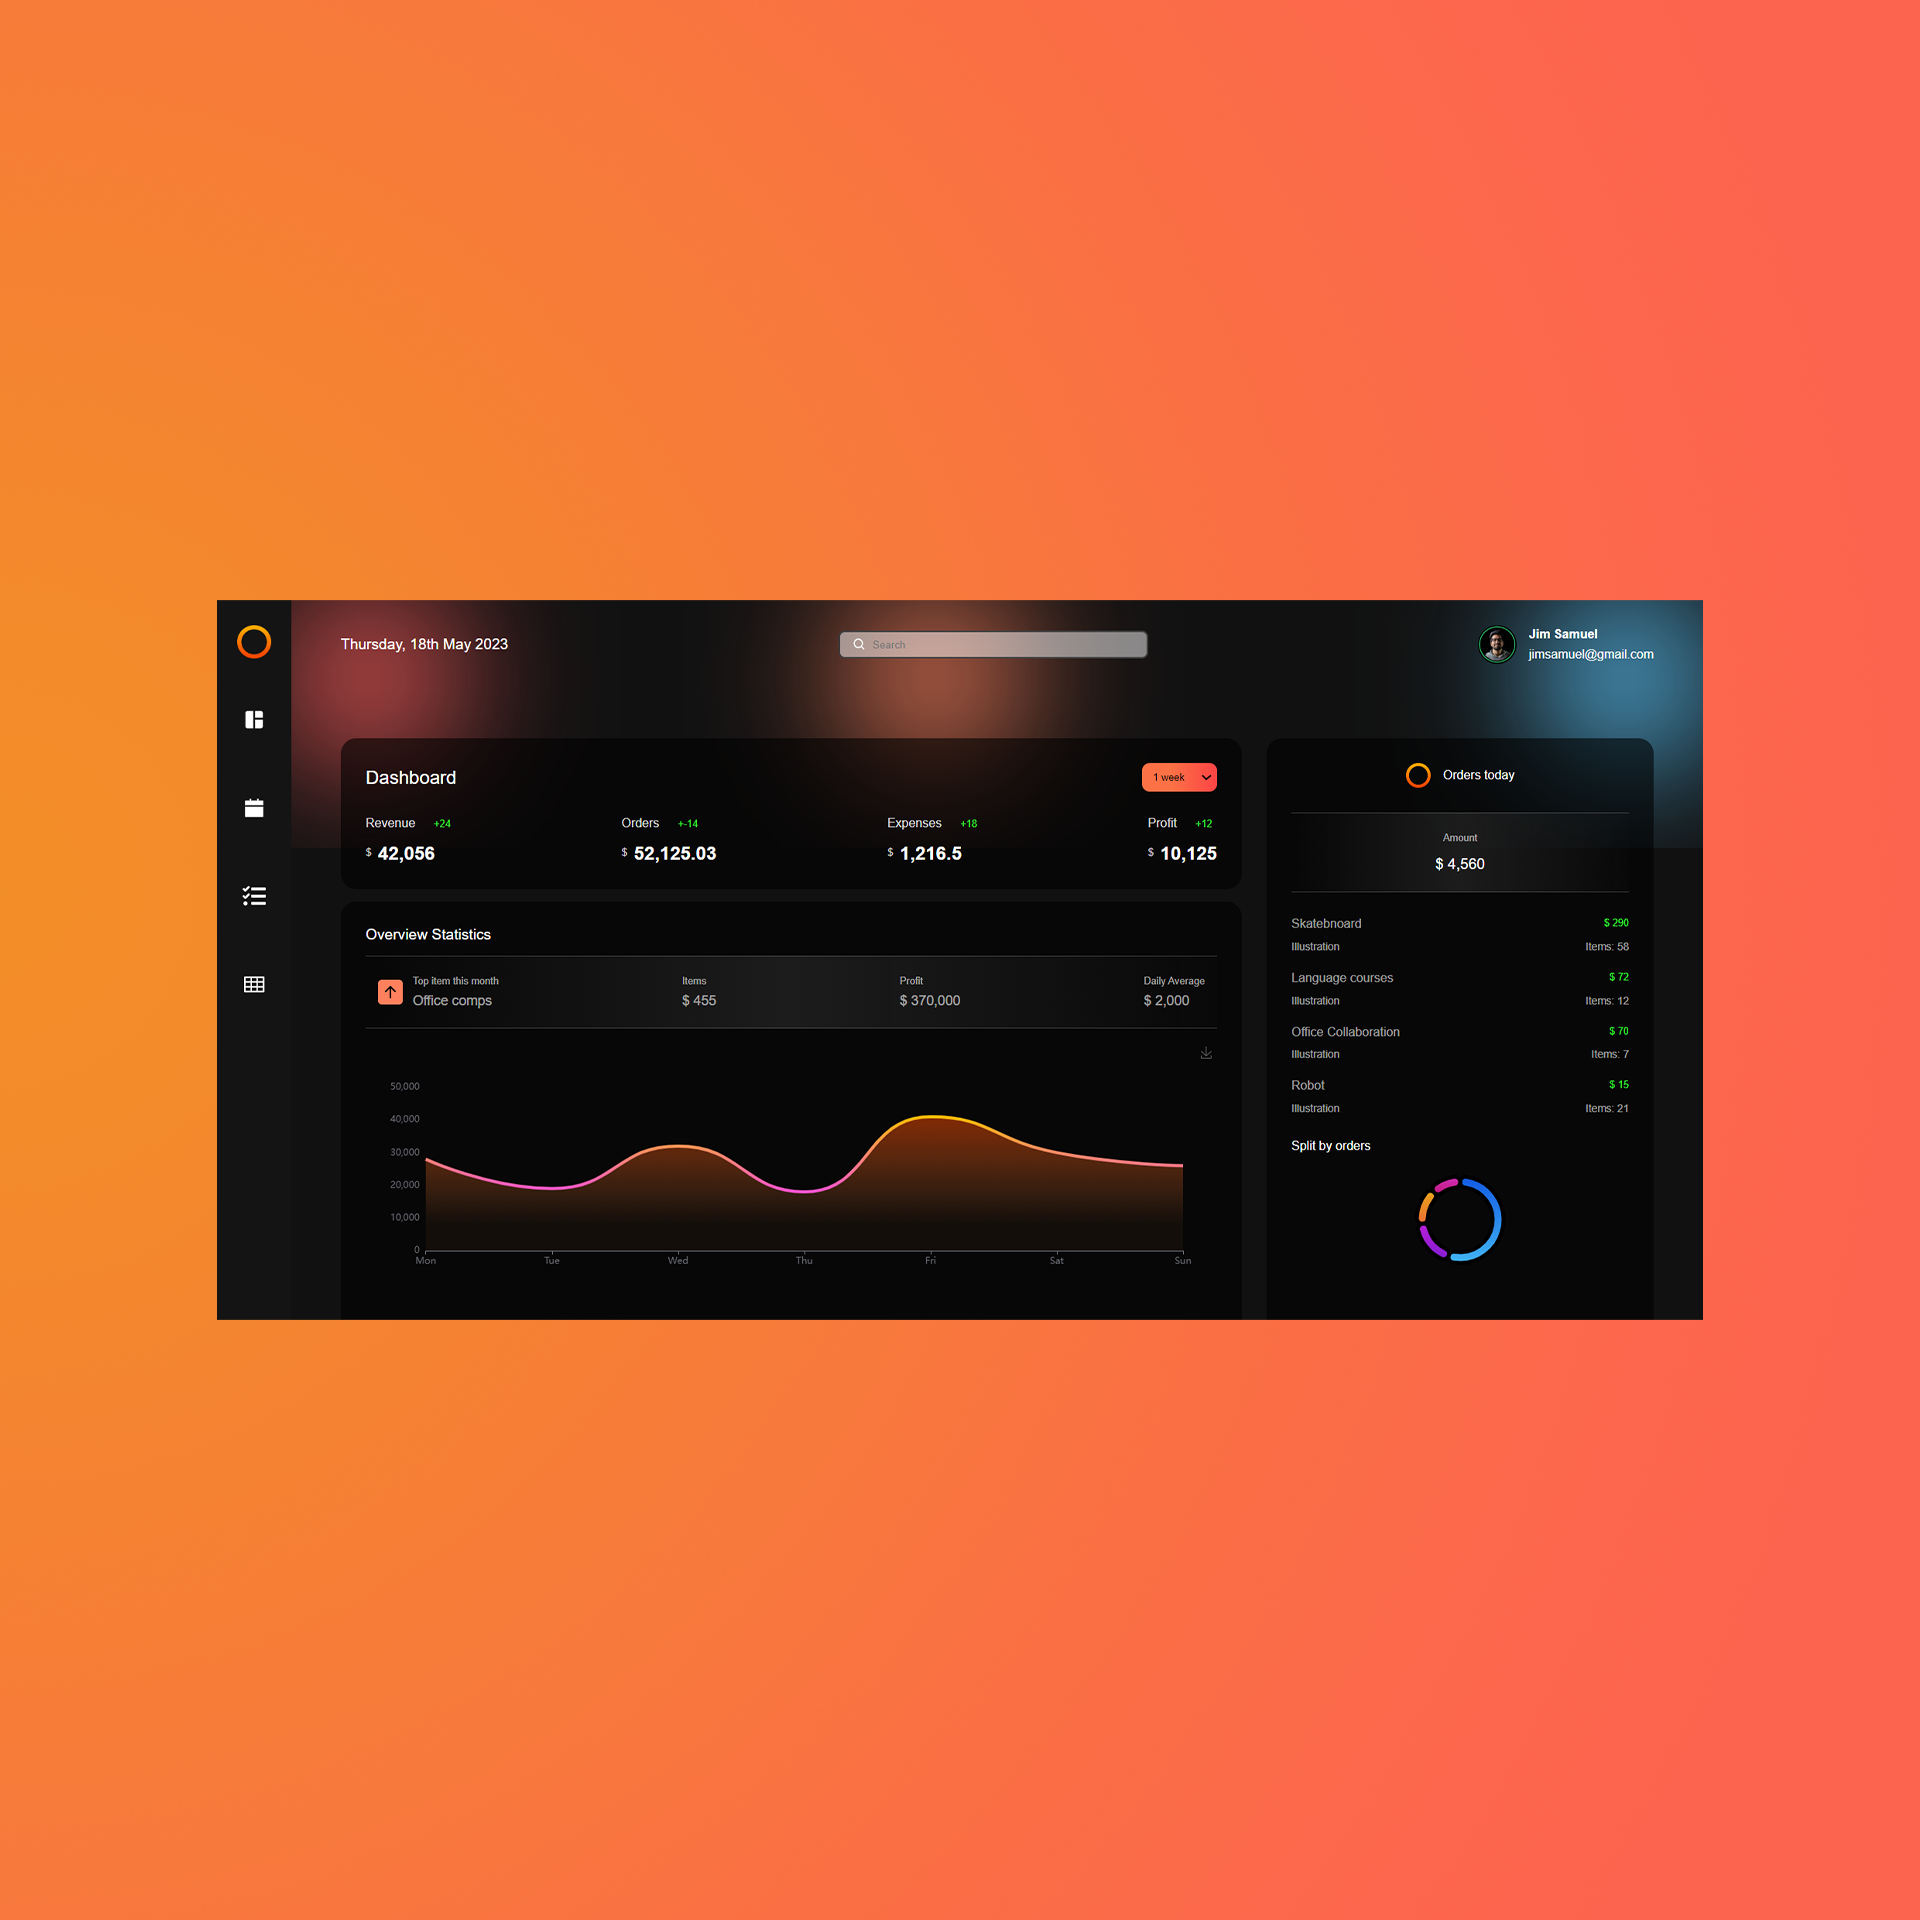 Thursday, 18th May 2023
Search
Jim Samuel
jimsamuel@gmail.com
Dashboard
1 week
Revenue +24
$ 42,056
Orders +-14
$ 52,125.03
Expenses +18
$ 1,216.5
Profit +12
$ 10,125
Overview Statistics
Top item this month
Office comps
Items
$ 455
Profit
$ 370,000
Daily Average
$ 2,000
50,000
40,000
30,000
20,000
10,000
0
Mon Tue Wed Thu Fri Sat Sun
Orders today
Amount
$ 4,560
Skatebnoard $ 290
Illustration Items: 58
Language courses $ 72
Illustration Items: 12
Office Collaboration $ 70
Illustration Items: 7
Robot $ 15
Illustration Items: 21
Split by orders